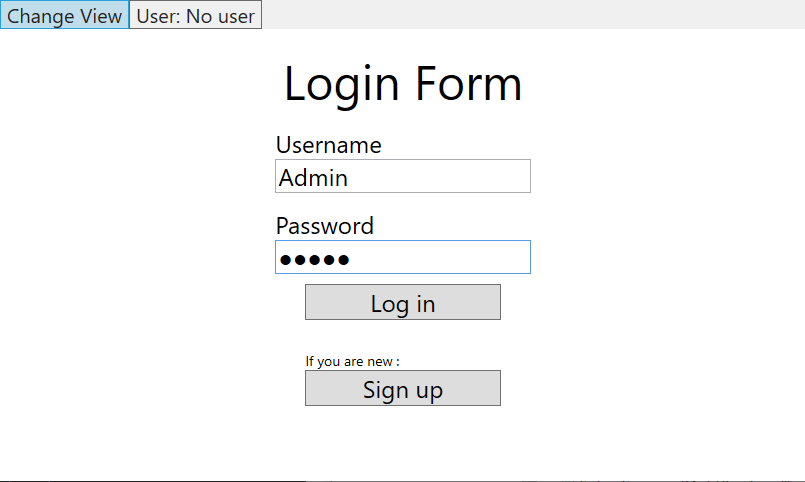 Change View User: No user
Login Form
Username
Admin
Password
●●●●●
Log in
If you are new :
Sign up